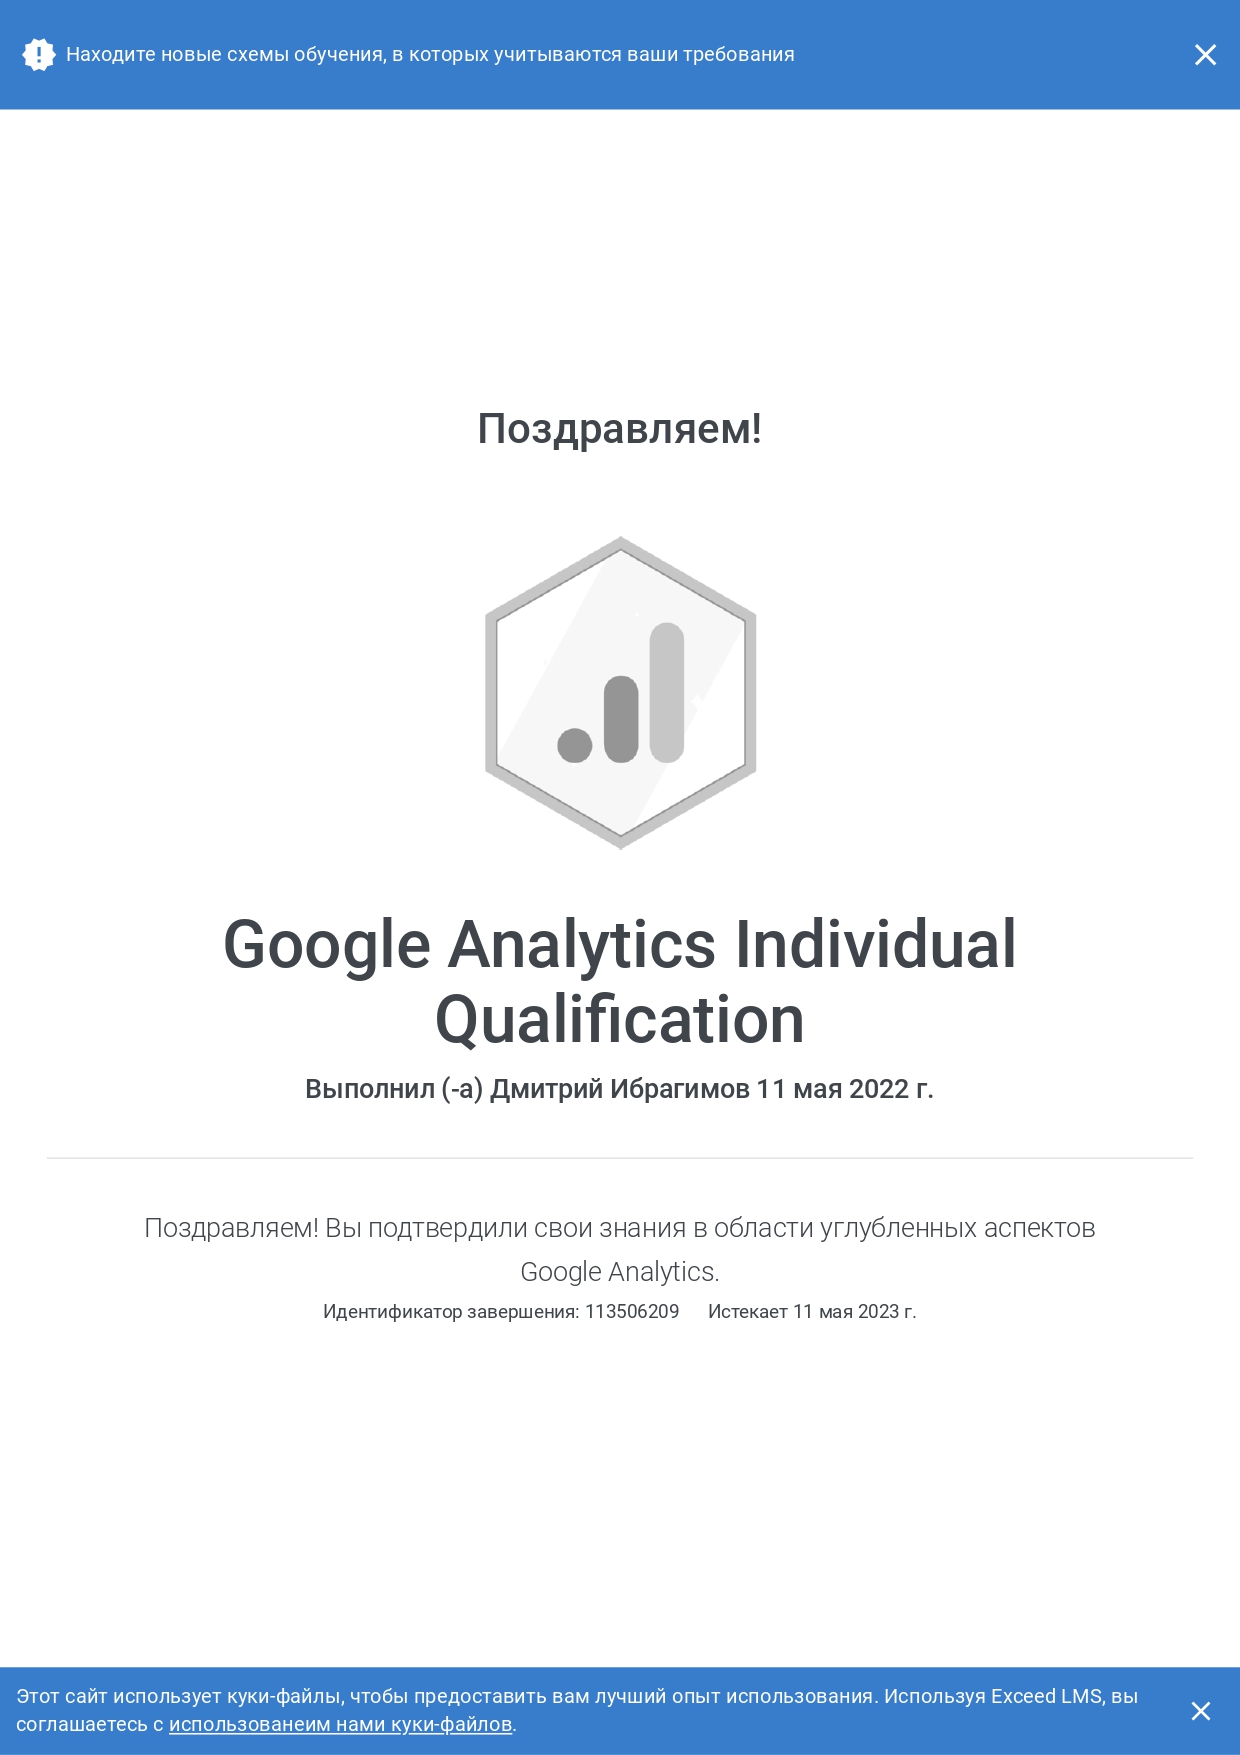 Находите новые схемы обучения, в которых учитываются ваши требования
Поздравляем!
Google Analytics Individual
Qualification
Выполнил (-а) Дмитрий Ибрагимов 11 мая 2022 г.
Поздравляем! Вы подтвердили свои знания в области углубленных аспектов
Google Analytics.
Идентификатор завершения: 113506209 Истекает 11 мая 2023 г.
Этот сайт использует куки-файлы, чтобы предоставить вам лучший опыт использования. Используя Exceed LMS, вы
соглашаетесь с использованеим нами куки-файлов.